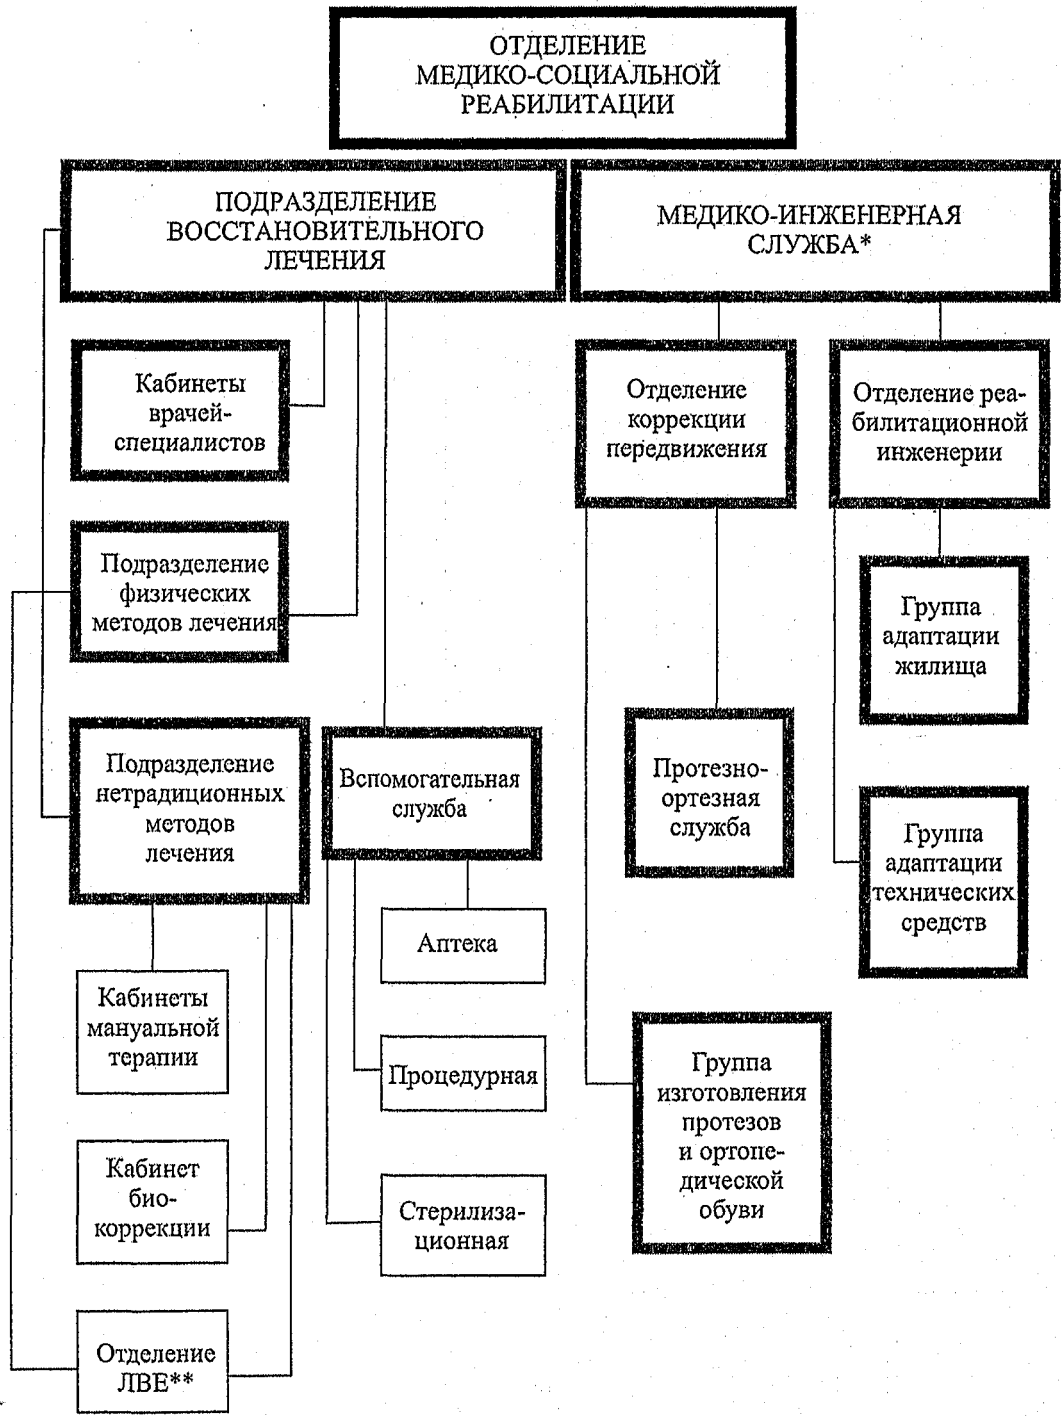 ОТДЕЛЕНИЕ
МЕДИКО-СОЦИАЛЬНОЙ
РЕАБИЛИТАЦИИ
ПОДРАЗДЕЛЕНИЕ
ВОССТАНОВИТЕЛЬНОГО
ЛЕЧЕНИЯ
МЕДИКО-ИНЖЕНЕРНАЯ
СЛУЖБА*
Кабинеты
врачей-
специалистов
Подразделение
физических
методов лечения
Подразделение
нетрадиционных
методов
лечения
Кабинеты
мануальной
терапии
Кабинет
био-
коррекции
Отделение
ЛВЕ**
Вспомогательная
служба
Аптека
Процедурная
Стерилиза-
ционная
Отделение
коррекции
передвижения
Протезно-
ортезная
служба
Группа
изготовления
протезов
и ортопе-
дической
обуви
Отделение реа-
билитационной
инженерии
Группа
адаптации
жилища
Группа
адаптации
технических
средств